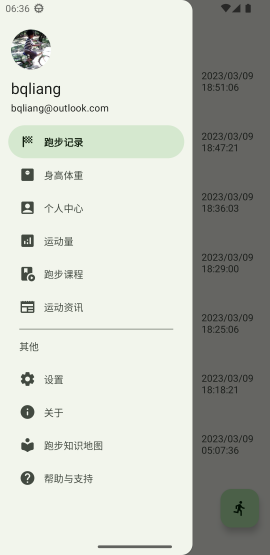 06:36
bqliang
bqliang@outlook.com
跑步记录
身高体重
个人中心
运动量
跑步课程
运动资讯
其他
设置
关于
跑步知识地图
帮助与支持
2023/03/09
18:51:06
2023/03/09
18:47:21
2023/03/09
18:36:03
2023/03/09
18:29:00
2023/03/09
18:25:06
2023/03/09
18:18:21
2023/03/09
05:07:36